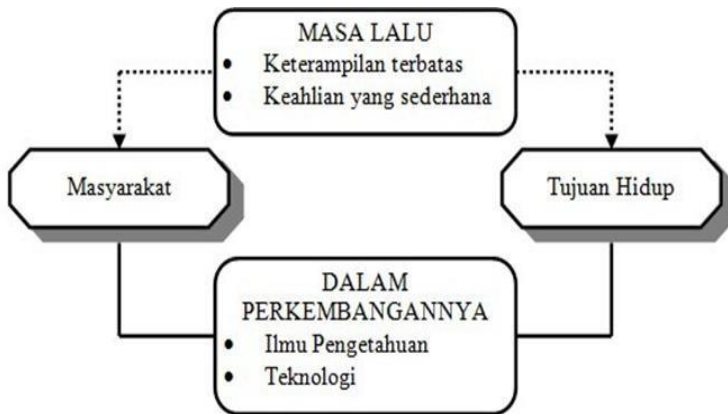 MASA LALU
• Keterampilan terbatas
• Keahlian yang sederhana
Masyarakat
Tujuan Hidup
DALAM
PERKEMBANGANNYA
• Ilmu Pengetahuan
• Teknologi